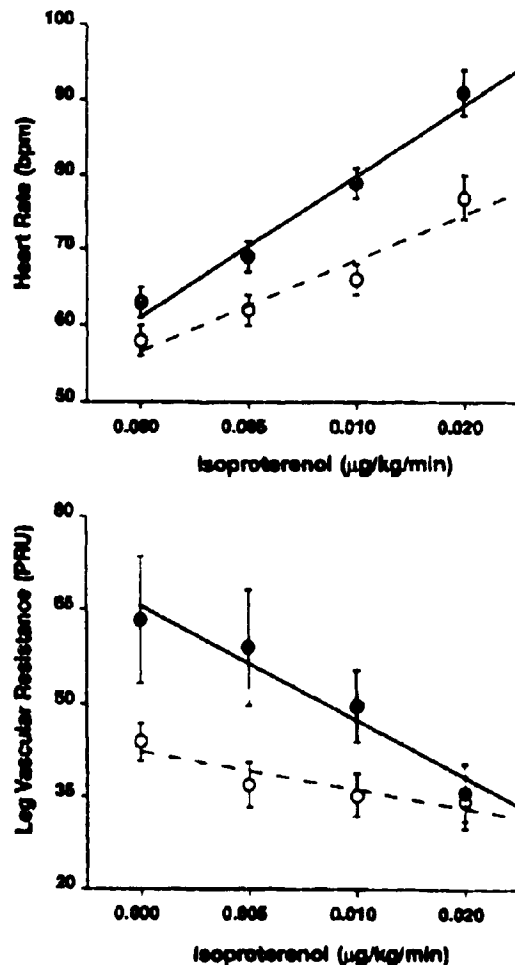 100
90
80
70
60
50
Heart Rate (bpm)
0.000 0.005 0.010 0.020
Isoproterenol (µg/kg/min)
80
65
50
35
20
Leg Vascular Resistance (PRU)
0.000 0.005 0.010 0.020
Isoproterenol (µg/kg/min)